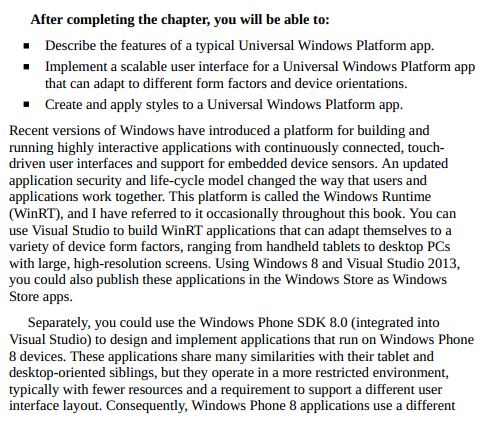 After completing the chapter, you will be able to:
▪ Describe the features of a typical Universal Windows Platform app.
▪ Implement a scalable user interface for a Universal Windows Platform app
that can adapt to different form factors and device orientations.
▪ Create and apply styles to a Universal Windows Platform app.
Recent versions of Windows have introduced a platform for building and
running highly interactive applications with continuously connected, touch-
driven user interfaces and support for embedded device sensors. An updated
application security and life-cycle model changed the way that users and
applications work together. This platform is called the Windows Runtime
(WinRT), and I have referred to it occasionally throughout this book. You can
use Visual Studio to build WinRT applications that can adapt themselves to a
variety of device form factors, ranging from handheld tablets to desktop PCs
with large, high-resolution screens. Using Windows 8 and Visual Studio 2013,
you could also publish these applications in the Windows Store as Windows
Store apps.
Separately, you could use the Windows Phone SDK 8.0 (integrated into
Visual Studio) to design and implement applications that run on Windows Phone
8 devices. These applications share many similarities with their tablet and
desktop-oriented siblings, but they operate in a more restricted environment,
typically with fewer resources and a requirement to support a different user
interface layout. Consequently, Windows Phone 8 applications use a different